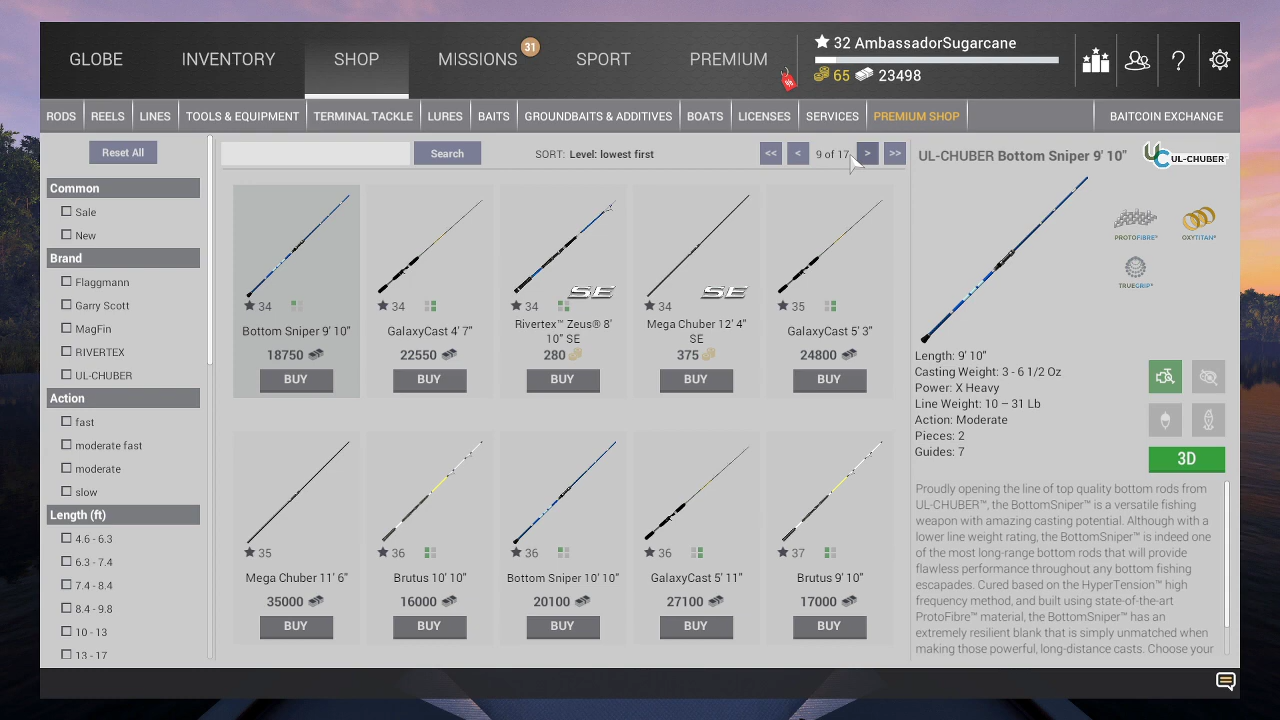 GLOBE INVENTORY SHOP MISSIONS 31 SPORT PREMIUM
32 AmbassadorSugarcane
65 23498
?
RODS REELS LINES TOOLS & EQUIPMENT TERMINAL TACKLE LURES BAITS GROUNDBAITS & ADDITIVES BOATS LICENSES SERVICES PREMIUM SHOP BAITCOIN EXCHANGE
Reset All
Common
Sale
New
Brand
Flaggmann
Garry Scott
MagFin
RIVERTEX
UL-CHUBER
Action
fast
moderate fast
moderate
slow
Length (ft)
4.6 - 6.3
6.3 - 7.4
7.4 - 8.4
8.4 - 9.8
10 - 13
13 - 17
Search SORT: Level: lowest first << < 9 of 17 > >>
34 34 SE 34 SE 34 35
Bottom Sniper 9' 10" GalaxyCast 4' 7" Rivertex™ Zeus® 8' 10" SE Mega Chuber 12' 4" SE GalaxyCast 5' 3"
18750 22550 280 375 24800
BUY BUY BUY BUY BUY
35 36 36 36 37
Mega Chuber 11' 6" Brutus 10' 10" Bottom Sniper 10' 10" GalaxyCast 5' 11" Brutus 9' 10"
35000 16000 20100 27100 17000
BUY BUY BUY BUY BUY
UL-CHUBER Bottom Sniper 9' 10" UC UL-CHUBER
PROTOFIBRE® OXYTITAN®
TRUEGRIP®
Length: 9' 10"
Casting Weight: 3 - 6 1/2 Oz
Power: X Heavy
Line Weight: 10 – 31 Lb
Action: Moderate
Pieces: 2
Guides: 7
3D
Proudly opening the line of top quality bottom rods from
UL-CHUBER™, the BottomSniper™ is a versatile fishing
weapon with amazing casting potential. Although with a
lower line weight rating, the BottomSniper™ is indeed one
of the most long-range bottom rods that will provide
flawless performance throughout any bottom fishing
escapades. Cured based on the HyperTension™ high
frequency method, and built using state-of-the-art
ProtoFibre™ material, the BottomSniper™ has an
extremely resilient blank that is simply unmatched when
making those powerful, long-distance casts. Choose your